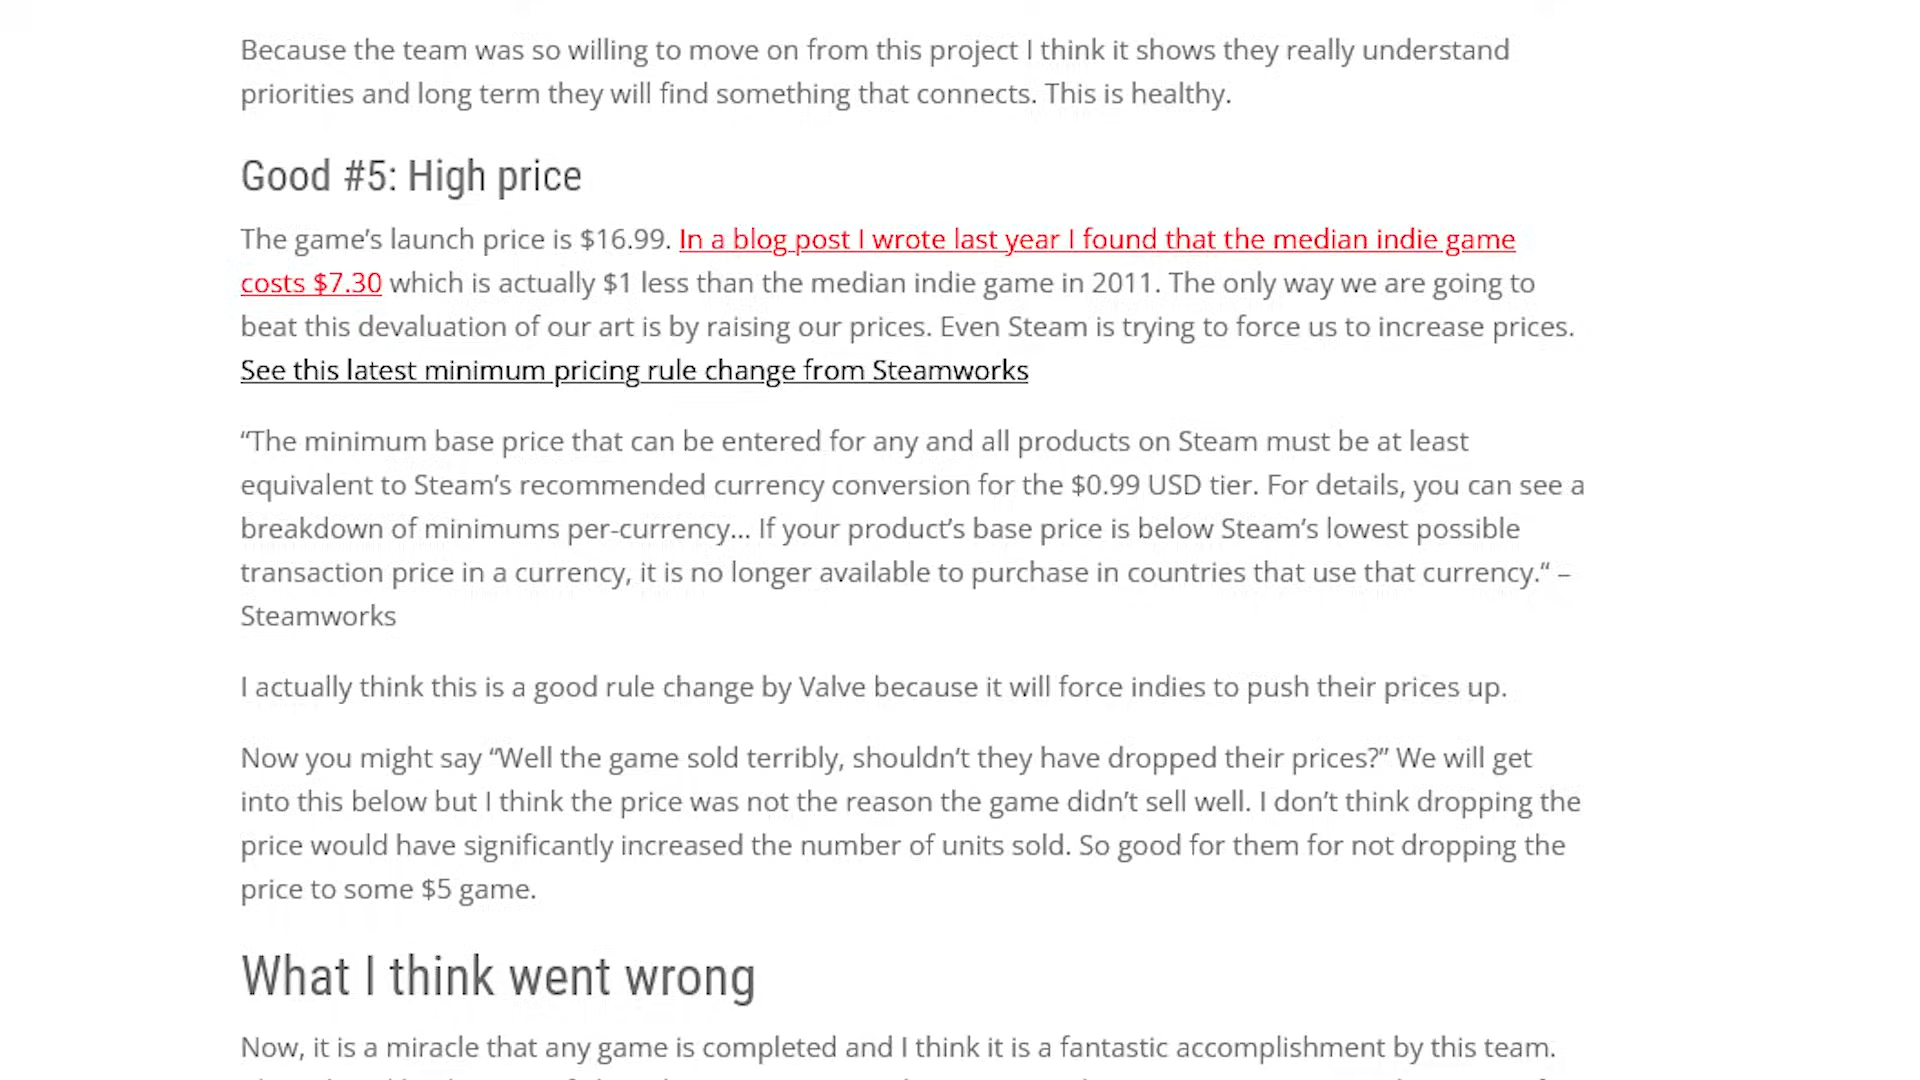 Because the team was so willing to move on from this project I think it shows they really understand
priorities and long term they will find something that connects. This is healthy.
Good #5: High price
The game’s launch price is $16.99. In a blog post I wrote last year I found that the median indie game
costs $7.30 which is actually $1 less than the median indie game in 2011. The only way we are going to
beat this devaluation of our art is by raising our prices. Even Steam is trying to force us to increase prices.
See this latest minimum pricing rule change from Steamworks
“The minimum base price that can be entered for any and all products on Steam must be at least
equivalent to Steam’s recommended currency conversion for the $0.99 USD tier. For details, you can see a
breakdown of minimums per-currency… If your product’s base price is below Steam’s lowest possible
transaction price in a currency, it is no longer available to purchase in countries that use that currency.“ –
Steamworks
I actually think this is a good rule change by Valve because it will force indies to push their prices up.
Now you might say “Well the game sold terribly, shouldn’t they have dropped their prices?” We will get
into this below but I think the price was not the reason the game didn’t sell well. I don’t think dropping the
price would have significantly increased the number of units sold. So good for them for not dropping the
price to some $5 game.
What I think went wrong
Now, it is a miracle that any game is completed and I think it is a fantastic accomplishment by this team.